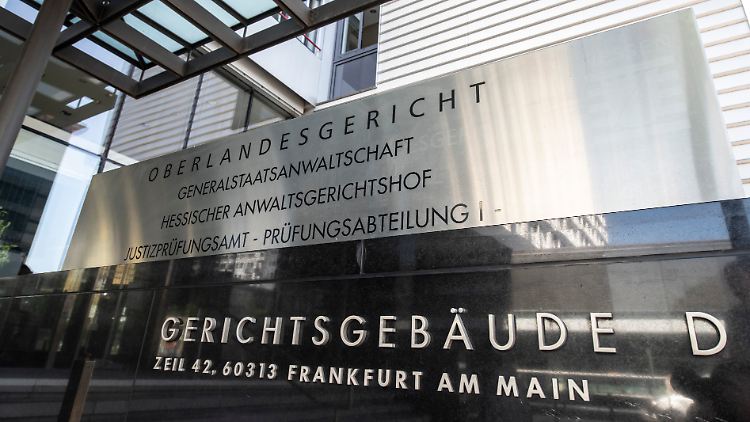 OBERLANDESGERICHT
GENERALSTAATSANWALTSCHAFT
HESSISCHER ANWALTSGERICHTSHOF
JUSTIZPRÜFUNGSAMT - PRÜFUNGSABTEILUNG I -
GERICHTSGEBÄUDE D
ZEIL 42, 60313 FRANKFURT AM MAIN